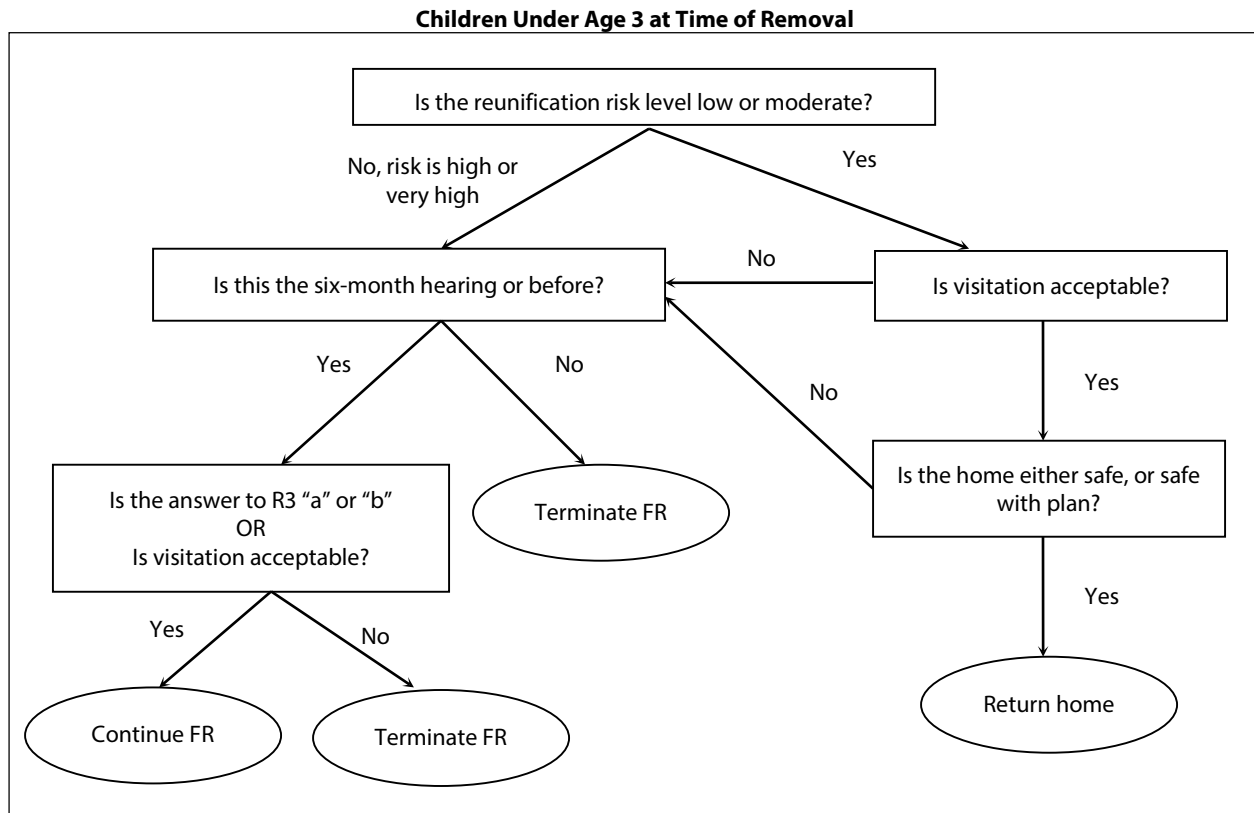 Children Under Age 3 at Time of Removal
Is the reunification risk level low or moderate?
No, risk is high or
very high
Yes
Is this the six-month hearing or before?
No
Is visitation acceptable?
Yes
No
No
Yes
Is the answer to R3 “a” or “b”
OR
Is visitation acceptable?
Terminate FR
Is the home either safe, or safe
with plan?
Yes
No
Yes
Continue FR
Terminate FR
Return home